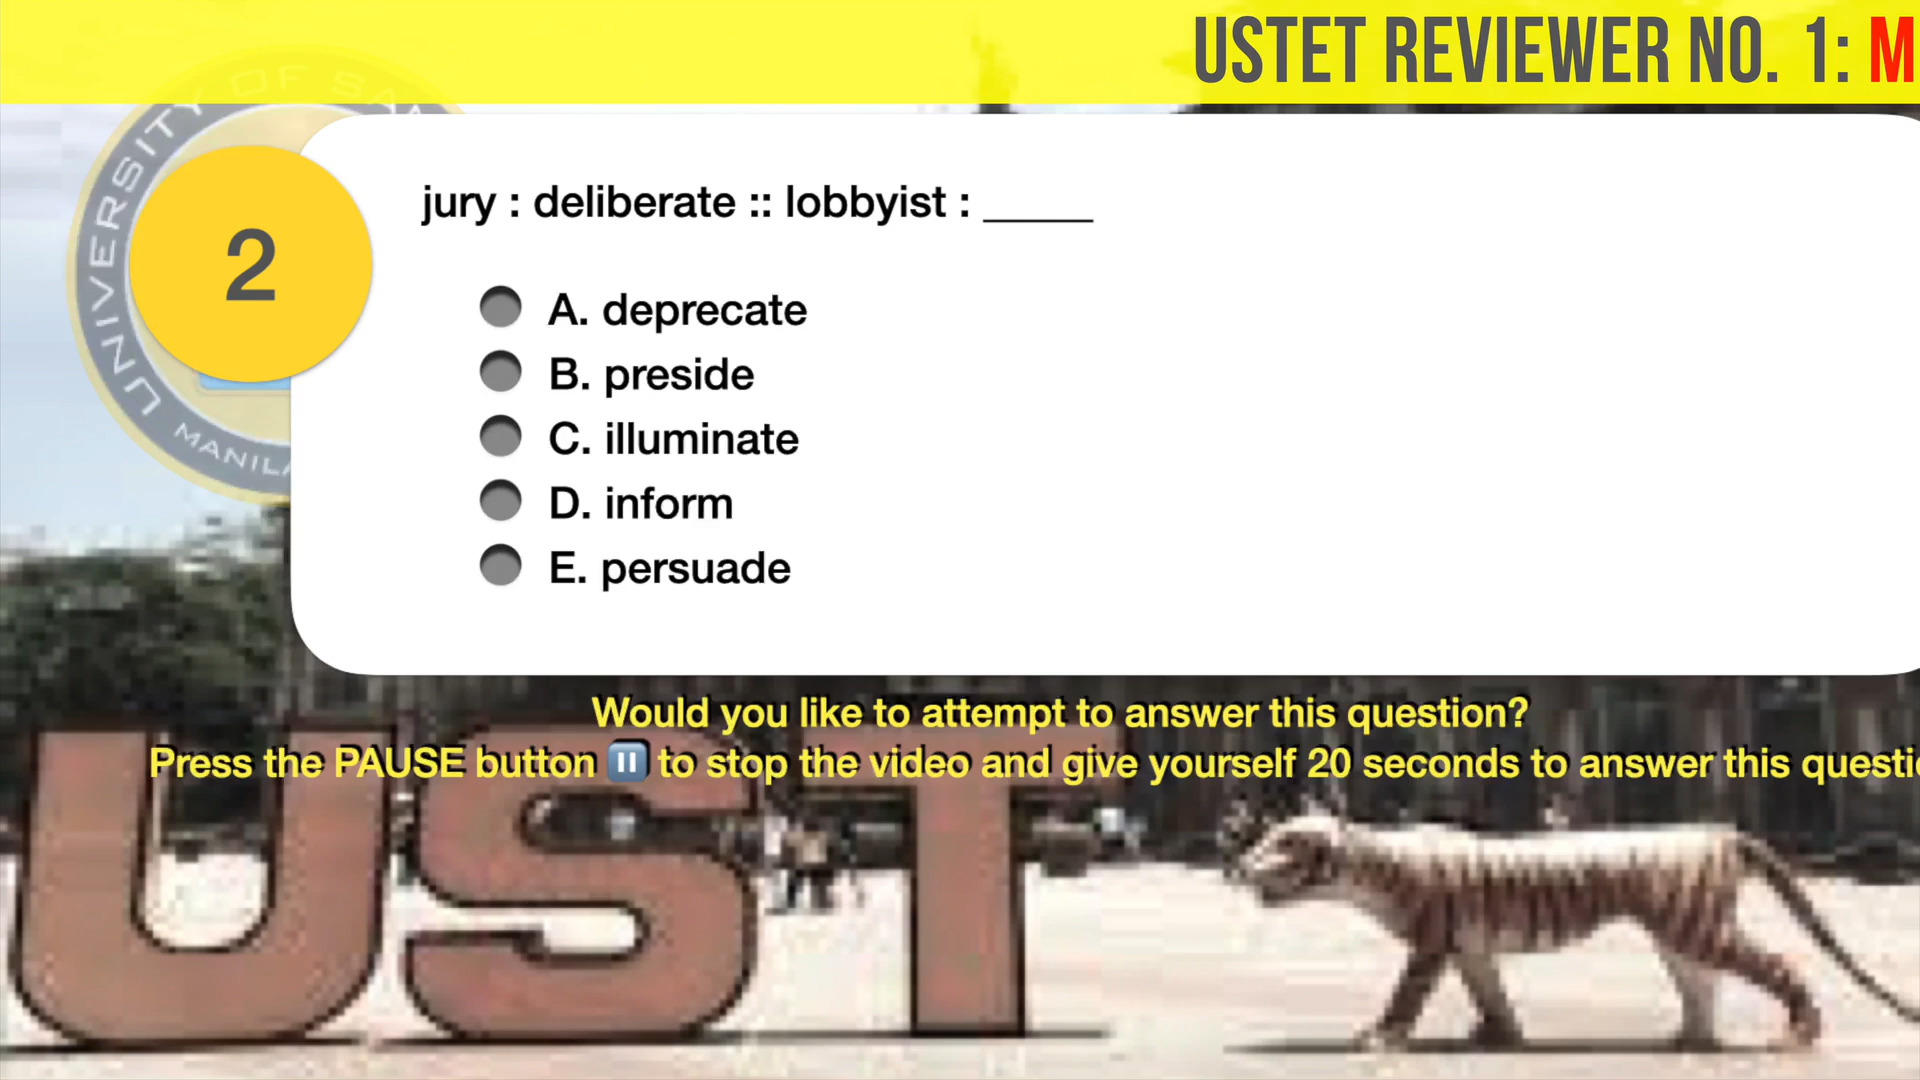 USTET REVIEWER NO. 1: M
UNIVERSITY OF SAN
MANILA
2
jury : deliberate :: lobbyist : _____
A. deprecate
B. preside
C. illuminate
D. inform
E. persuade
Would you like to attempt to answer this question?
Press the PAUSE button ⏸ to stop the video and give yourself 20 seconds to answer this questi
UST